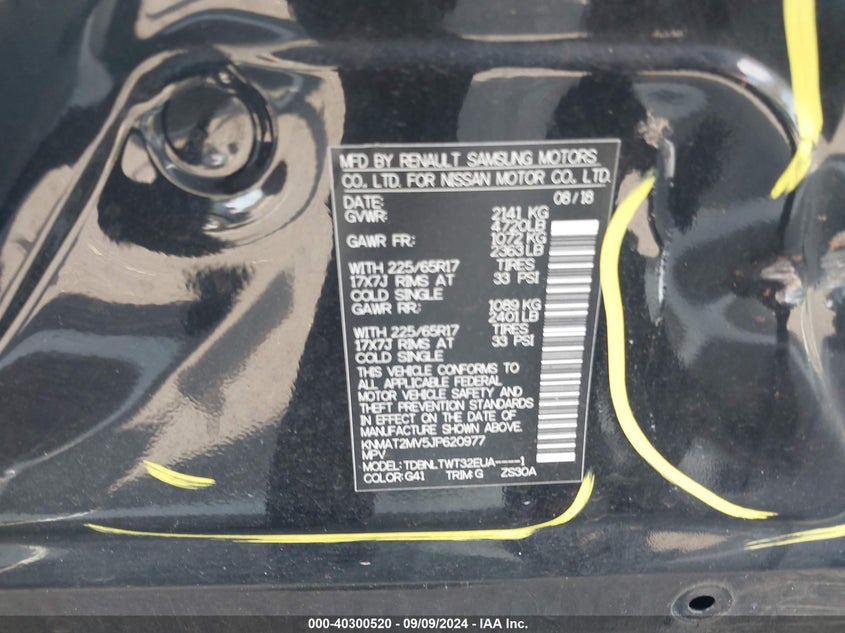 MFD BY RENAULT SAMSUNG MOTORS
CO. LTD. FOR NISSAN MOTOR CO. LTD.
DATE: 08/18
GVWR: 2141 KG
4720LB
GAWR FR: 1072 KG
2363LB
WITH 225/65R17 TIRES
17X7J RIMS AT 33 PSI
COLD SINGLE
GAWR RR: 1089 KG
2401LB
WITH 225/65R17 TIRES
17X7J RIMS AT 33 PSI
COLD SINGLE
THIS VEHICLE CONFORMS TO
ALL APPLICABLE FEDERAL
MOTOR VEHICLE SAFETY AND
THEFT PREVENTION STANDARDS
IN EFFECT ON THE DATE OF
MANUFACTURE SHOWN ABOVE.
KNMAT2MV5JP620977
MPV
MODEL: TDBNLTWT32EUA----1
COLOR: G41 TRIM: G ZS30A
000-40300520 - 09/09/2024 - IAA Inc.